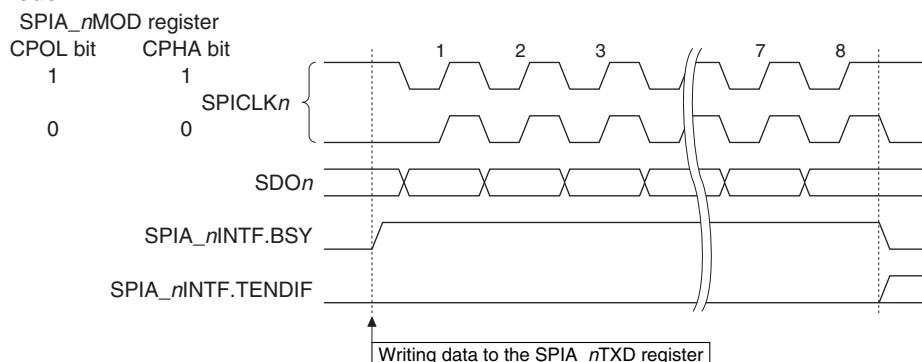 SPIA_nMOD register
CPOL bit CPHA bit
1 1
0 0
SPICLKn
1 2 3 7 8
SDOn
SPIA_nINTF.BSY
SPIA_nINTF.TENDIF
Writing data to the SPIA_nTXD register